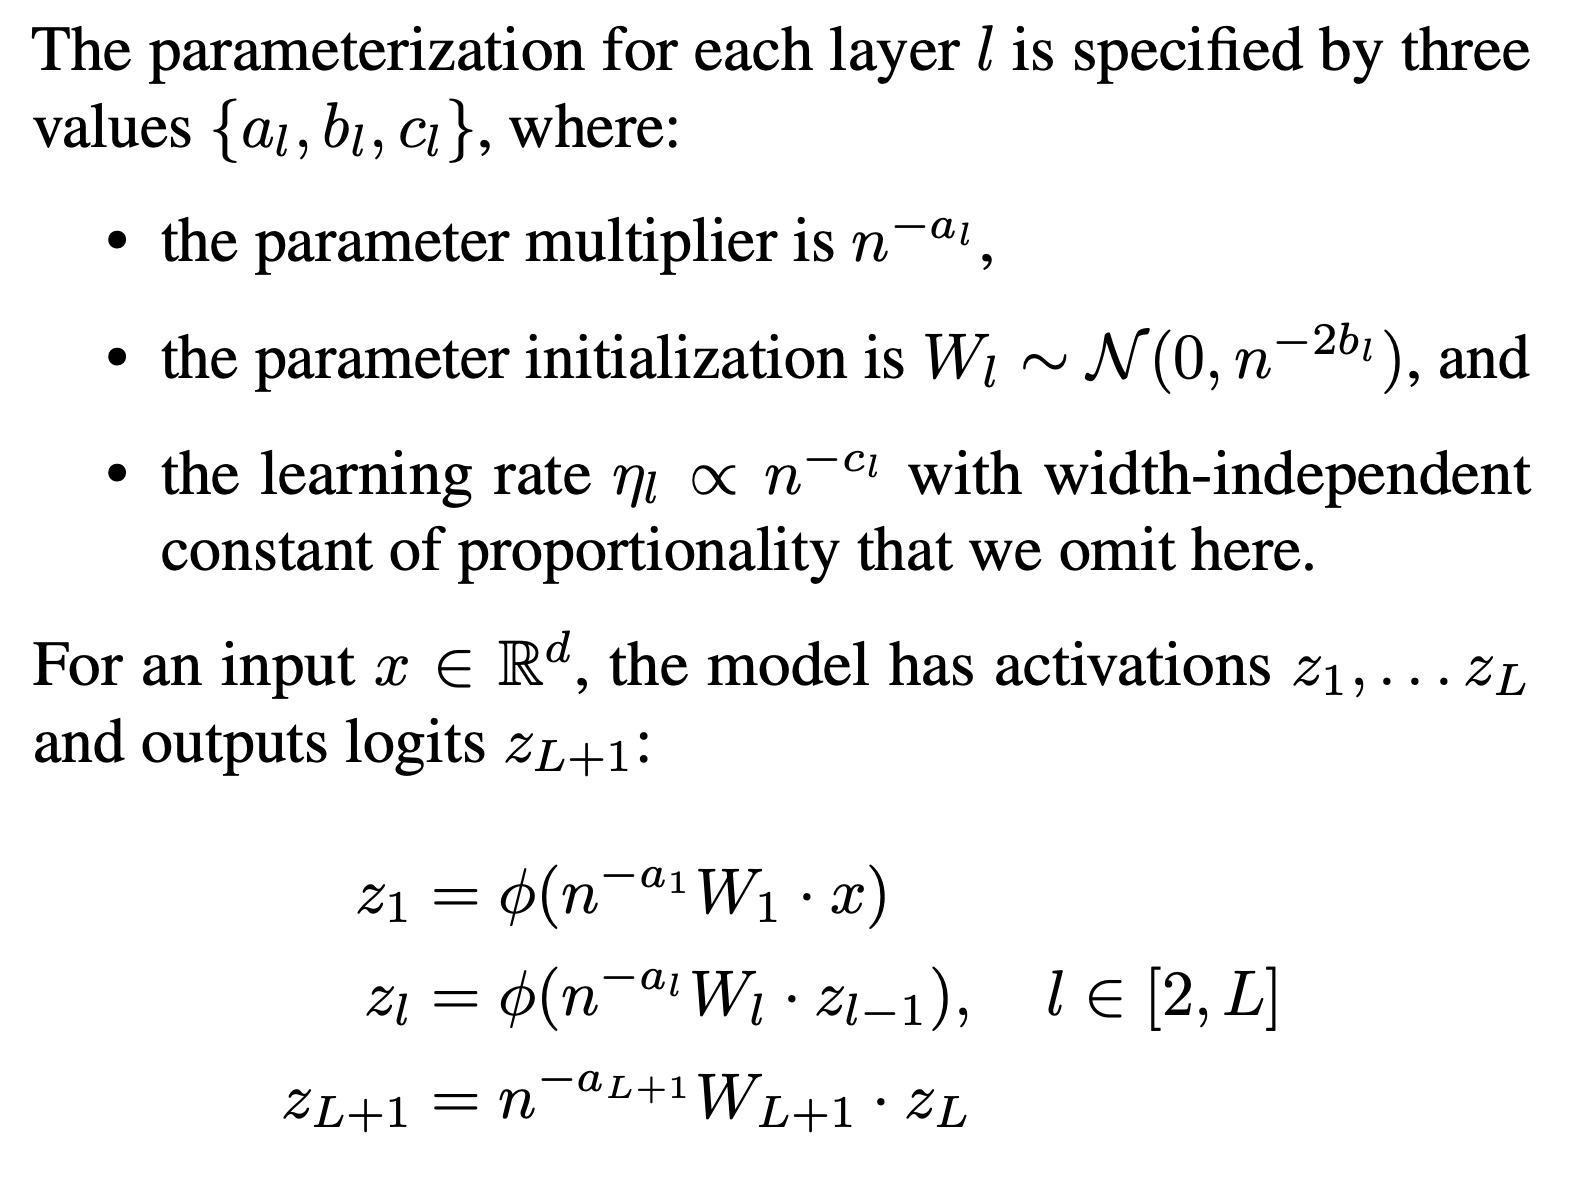 The parameterization for each layer $l$ is specified by three
values $\{a_l, b_l, c_l\}$, where:
• the parameter multiplier is $n^{-a_l}$,
• the parameter initialization is $W_l \sim \mathcal{N}(0, n^{-2b_l})$, and
• the learning rate $\eta_l \propto n^{-c_l}$ with width-independent
constant of proportionality that we omit here.
For an input $x \in \mathbb{R}^d$, the model has activations $z_1, \ldots z_L$
and outputs logits $z_{L+1}$:
$z_1 = \phi(n^{-a_1} W_1 \cdot x)$
$z_l = \phi(n^{-a_l} W_l \cdot z_{l-1}), \quad l \in [2, L]$
$z_{L+1} = n^{-a_{L+1}} W_{L+1} \cdot z_L$